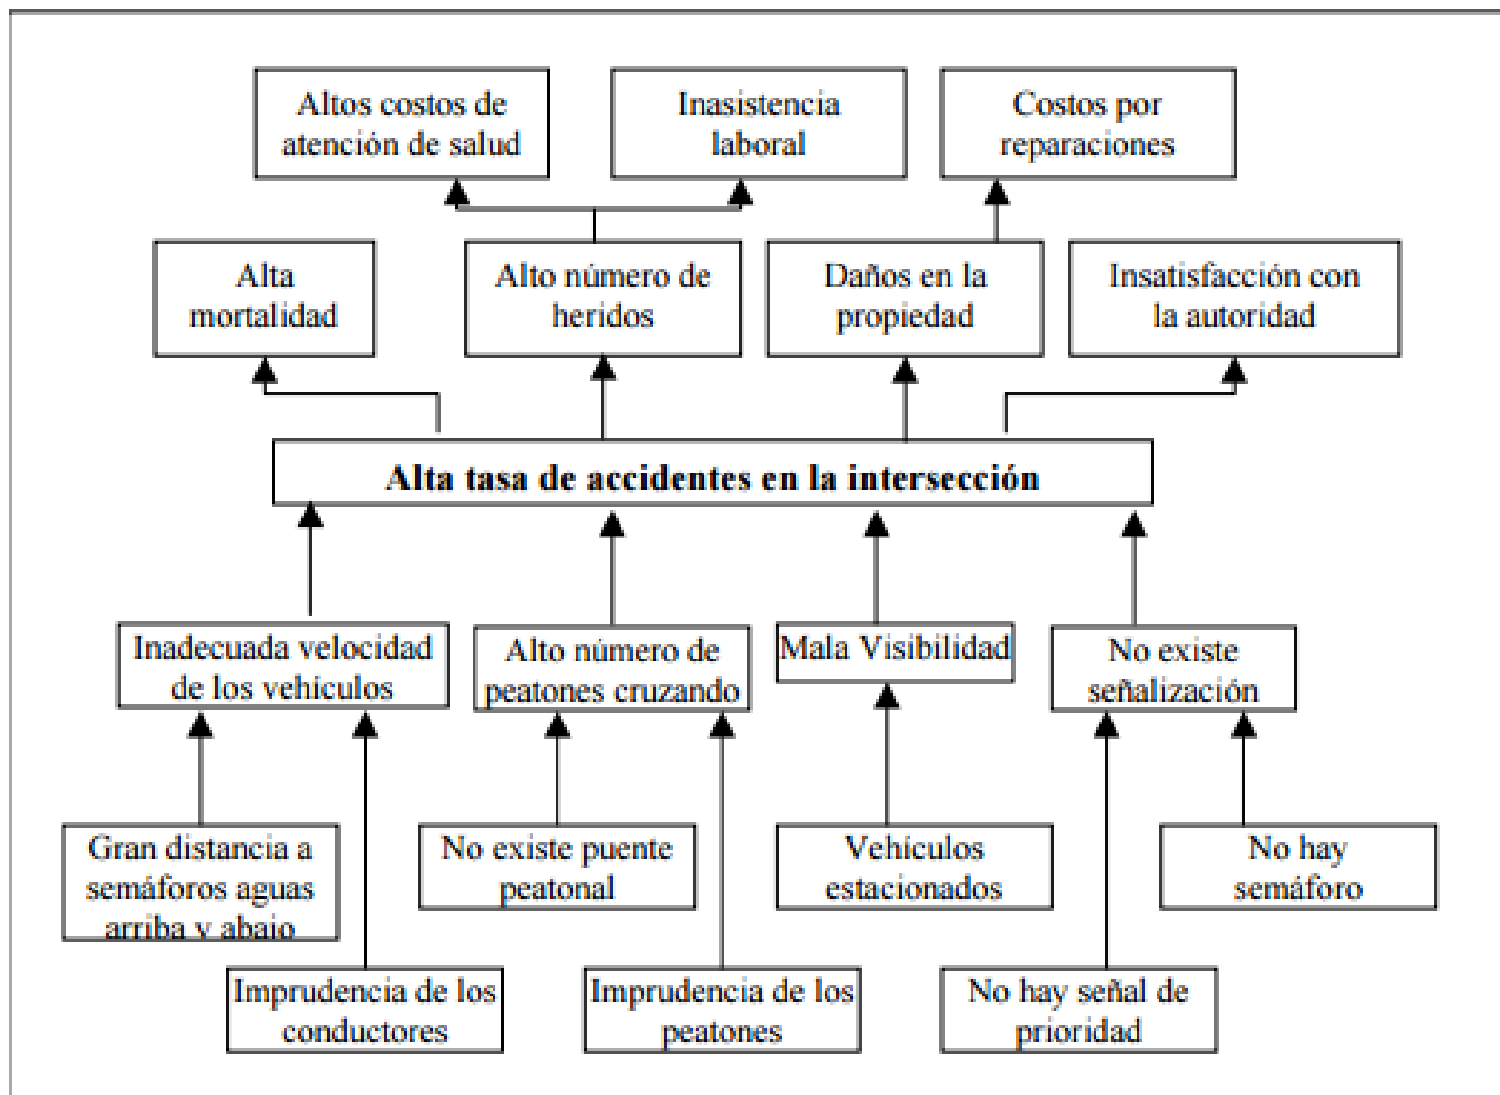 Altos costos de
atención de salud
Inasistencia
laboral
Costos por
reparaciones
Alta
mortalidad
Alto número de
heridos
Daños en la
propiedad
Insatisfacción con
la autoridad
Alta tasa de accidentes en la intersección
Inadecuada velocidad
de los vehículos
Alto número de
peatones cruzando
Mala Visibilidad
No existe
señalización
Gran distancia a
semáforos aguas
arriba y abajo
No existe puente
peatonal
Vehículos
estacionados
No hay
semáforo
Imprudencia de los
conductores
Imprudencia de los
peatones
No hay señal de
prioridad